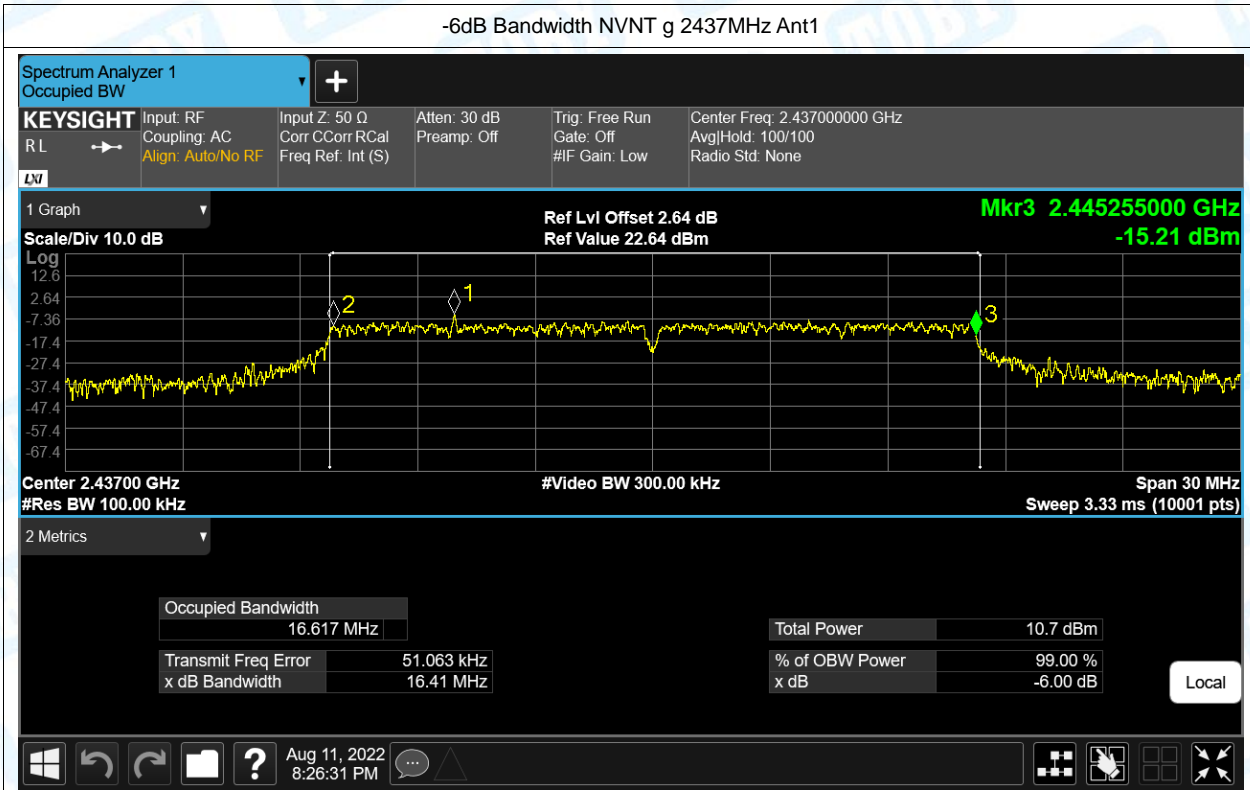 -6dB Bandwidth NVNT g 2437MHz Ant1
Spectrum Analyzer 1
Occupied BW
KEYSIGHT
R L
LXI
Input: RF
Coupling: AC
Align: Auto/No RF
Input Z: 50 Ω
Corr CCorr RCal
Freq Ref: Int (S)
Atten: 30 dB
Preamp: Off
Trig: Free Run
Gate: Off
#IF Gain: Low
Center Freq: 2.437000000 GHz
Avg|Hold: 100/100
Radio Std: None
1 Graph
Scale/Div 10.0 dB
Ref Lvl Offset 2.64 dB
Ref Value 22.64 dBm
Mkr3 2.445255000 GHz
-15.21 dBm
Log
12.6
2.64
-7.36
-17.4
-27.4
-37.4
-47.4
-57.4
-67.4
2
1
3
Center 2.43700 GHz
#Res BW 100.00 kHz
#Video BW 300.00 kHz
Span 30 MHz
Sweep 3.33 ms (10001 pts)
2 Metrics
Occupied Bandwidth
16.617 MHz
Transmit Freq Error 51.063 kHz
x dB Bandwidth 16.41 MHz
Total Power 10.7 dBm
% of OBW Power 99.00 %
x dB -6.00 dB
Local
?
Aug 11, 2022
8:26:31 PM